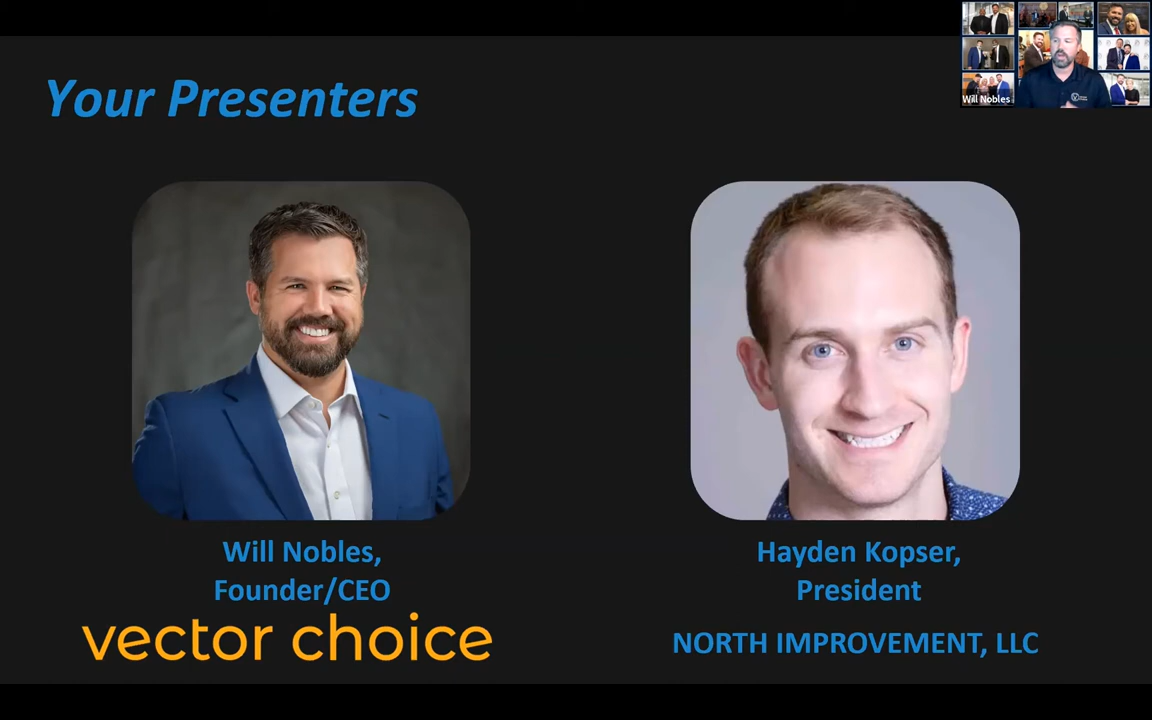 Your Presenters
Will Nobles
Will Nobles,
Founder/CEO
vector choice
Hayden Kopser,
President
NORTH IMPROVEMENT, LLC